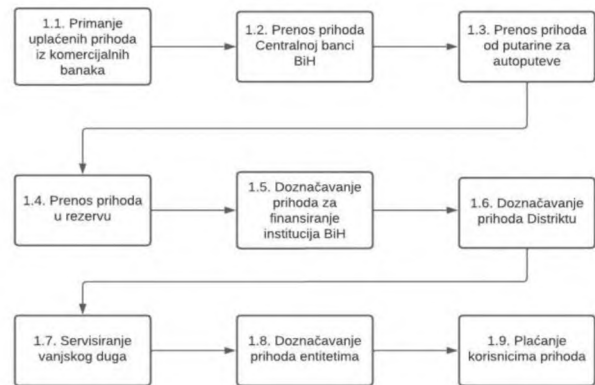 1.1. Primanje
uplaćenih prihoda
iz komercijalnih
banaka
1.2. Prenos prihoda
Centralnoj banci
BiH
1.3. Prenos prihoda
od putarine za
autoputeve
1.4. Prenos prihoda
u rezervu
1.5. Doznačavanje
prihoda za
finansiranje
institucija BiH
1.6. Doznačavanje
prihoda Distriktu
1.7. Servisiranje
vanjskog duga
1.8. Doznačavanje
prihoda entitetima
1.9. Plaćanje
korisnicima prihoda